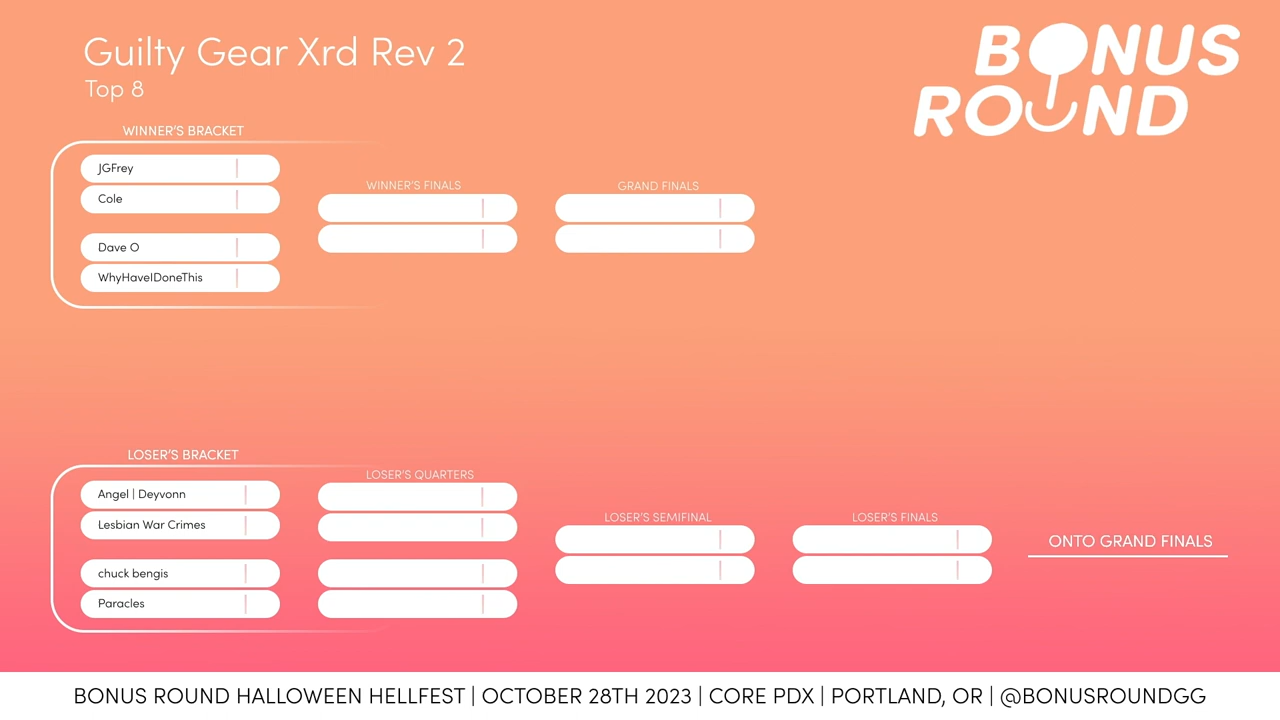 Guilty Gear Xrd Rev 2
Top 8
BONUS
ROUND
WINNER'S BRACKET
JGFrey
Cole
Dave O
WhyHaveIDoneThis
WINNER'S FINALS
GRAND FINALS
LOSER'S BRACKET
Angel | Deyvonn
Lesbian War Crimes
chuck bengis
Paracles
LOSER'S QUARTERS
LOSER'S SEMIFINAL
LOSER'S FINALS
ONTO GRAND FINALS
BONUS ROUND HALLOWEEN HELLFEST | OCTOBER 28TH 2023 | CORE PDX | PORTLAND, OR | @BONUSROUNDGG